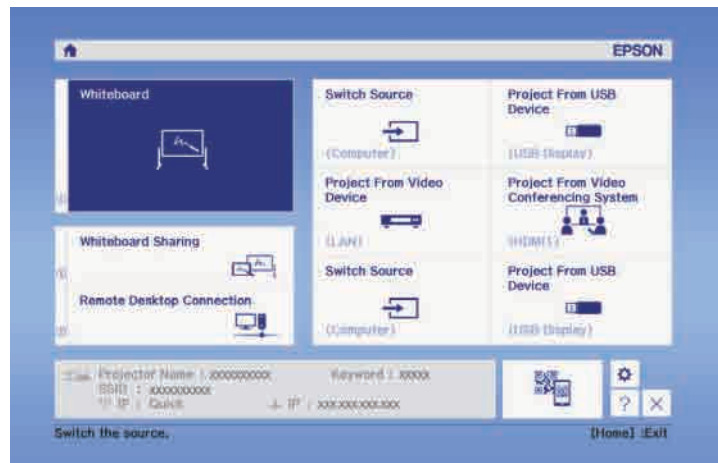 EPSON
Whiteboard
Switch Source
(Computer)
Project From USB
Device
(USB Display)
Project From Video
Device
(LAN)
Project From Video
Conferencing System
(HDMI1)
Whiteboard Sharing
Remote Desktop Connection
Switch Source
(Computer)
Project From USB
Device
(USB Display)
Projector Name : xxxxxxxxxx Keyword : xxxxx
SSID : xxxxxxxxxx
IP : Quick IP : xxx.xxx.xxx.xxx
?
Switch the source.
[Home] :Exit